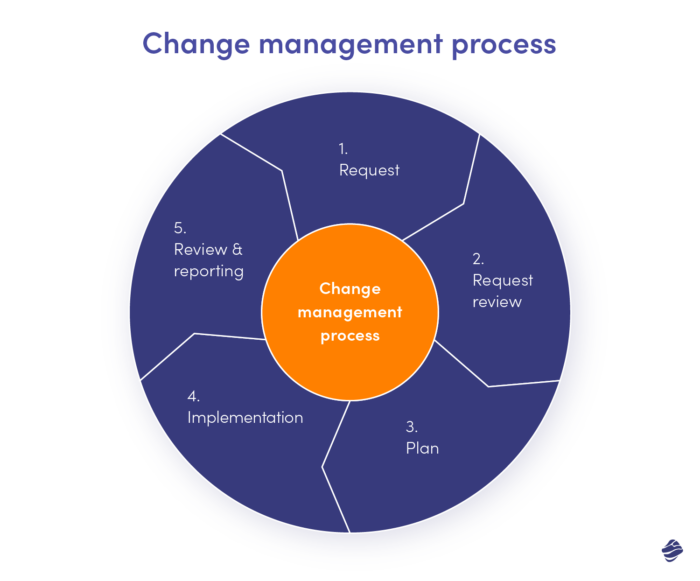 Change management process
1.
Request
2.
Request
review
3.
Plan
4.
Implementation
5.
Review &
reporting
Change
management
process